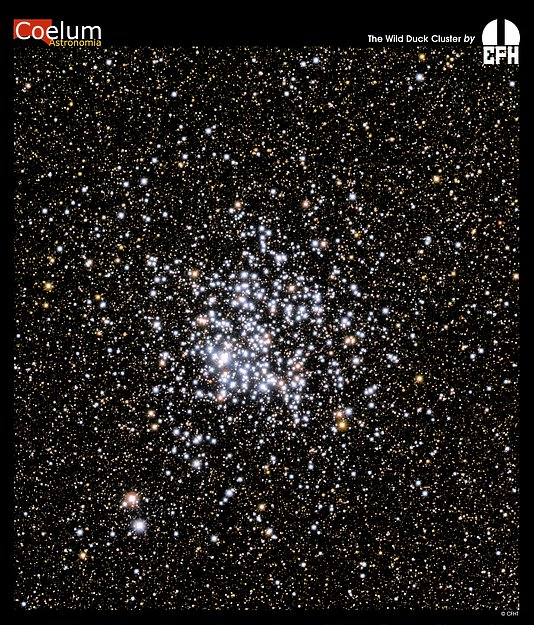 Coelum
Astronomia
The Wild Duck Cluster by
CFH
© CFHT